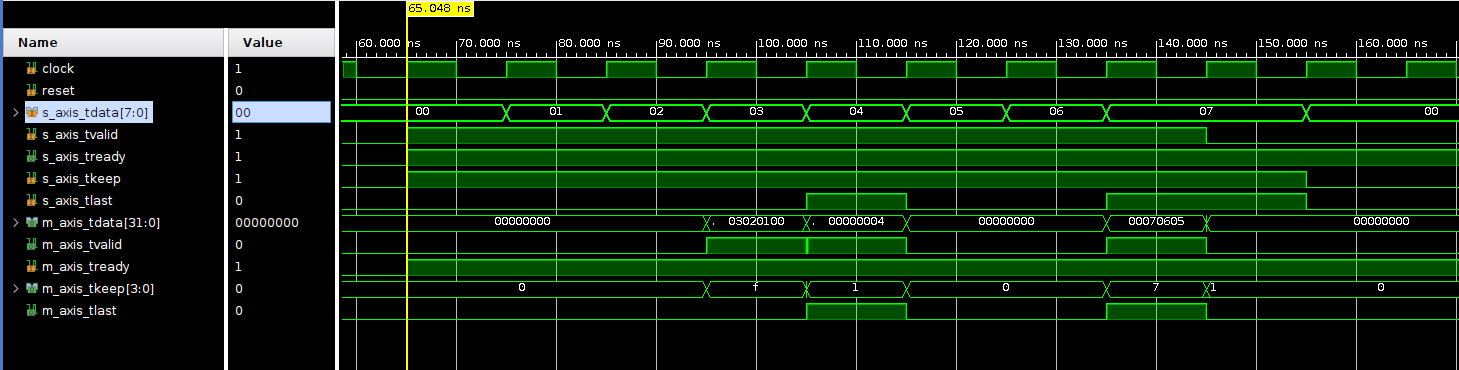 65.048 ns
Name Value
60.000 ns 70.000 ns 80.000 ns 90.000 ns 100.000 ns 110.000 ns 120.000 ns 130.000 ns 140.000 ns 150.000 ns 160.000 ns
clock 1
reset 0
s_axis_tdata[7:0] 00 00 01 02 03 04 05 06 07 00
s_axis_tvalid 1
s_axis_tready 1
s_axis_tkeep 1
s_axis_tlast 0
m_axis_tdata[31:0] 00000000 00000000 . 03020100 . 00000004 00000000 00070605 00000000
m_axis_tvalid 0
m_axis_tready 1
m_axis_tkeep[3:0] 0 0 f 1 0 7 1 0
m_axis_tlast 0